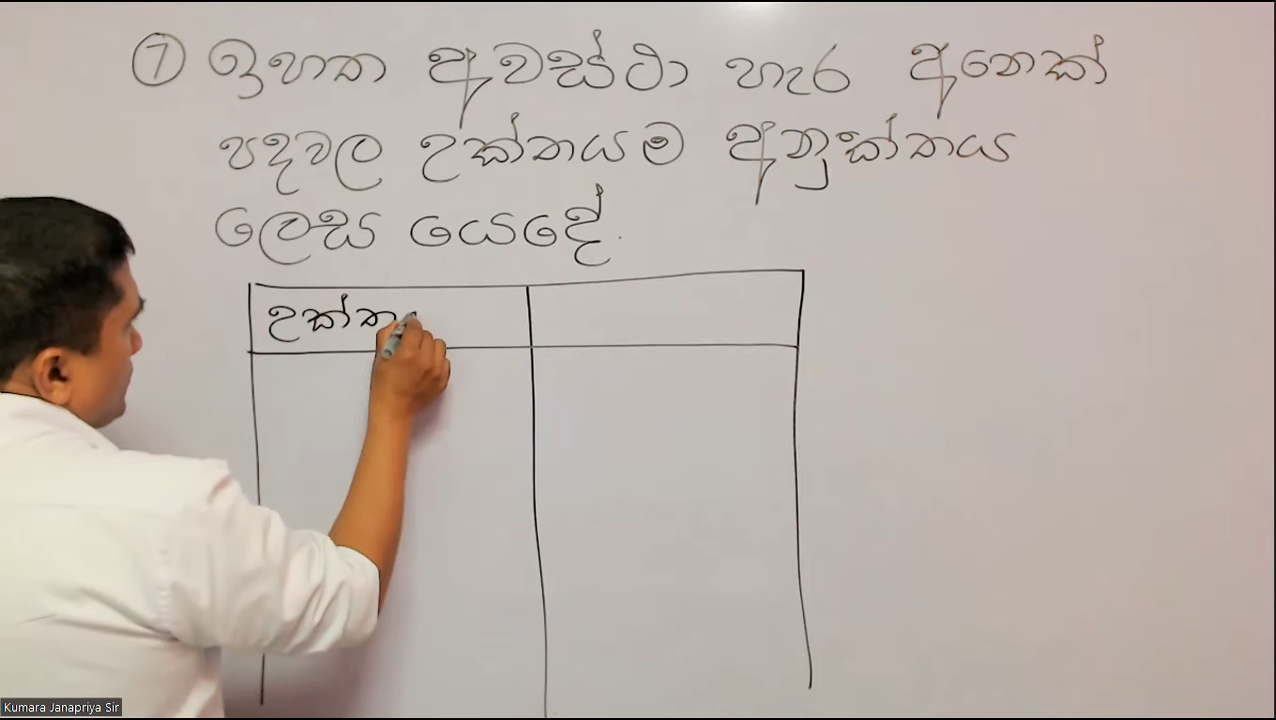 7 ඉහත අවස්ථා හැර අනෙක්
පදවල උක්තයම අනුක්තය
ලෙස යෙදේ.
උක්ත
Kumara Janapriya Sir